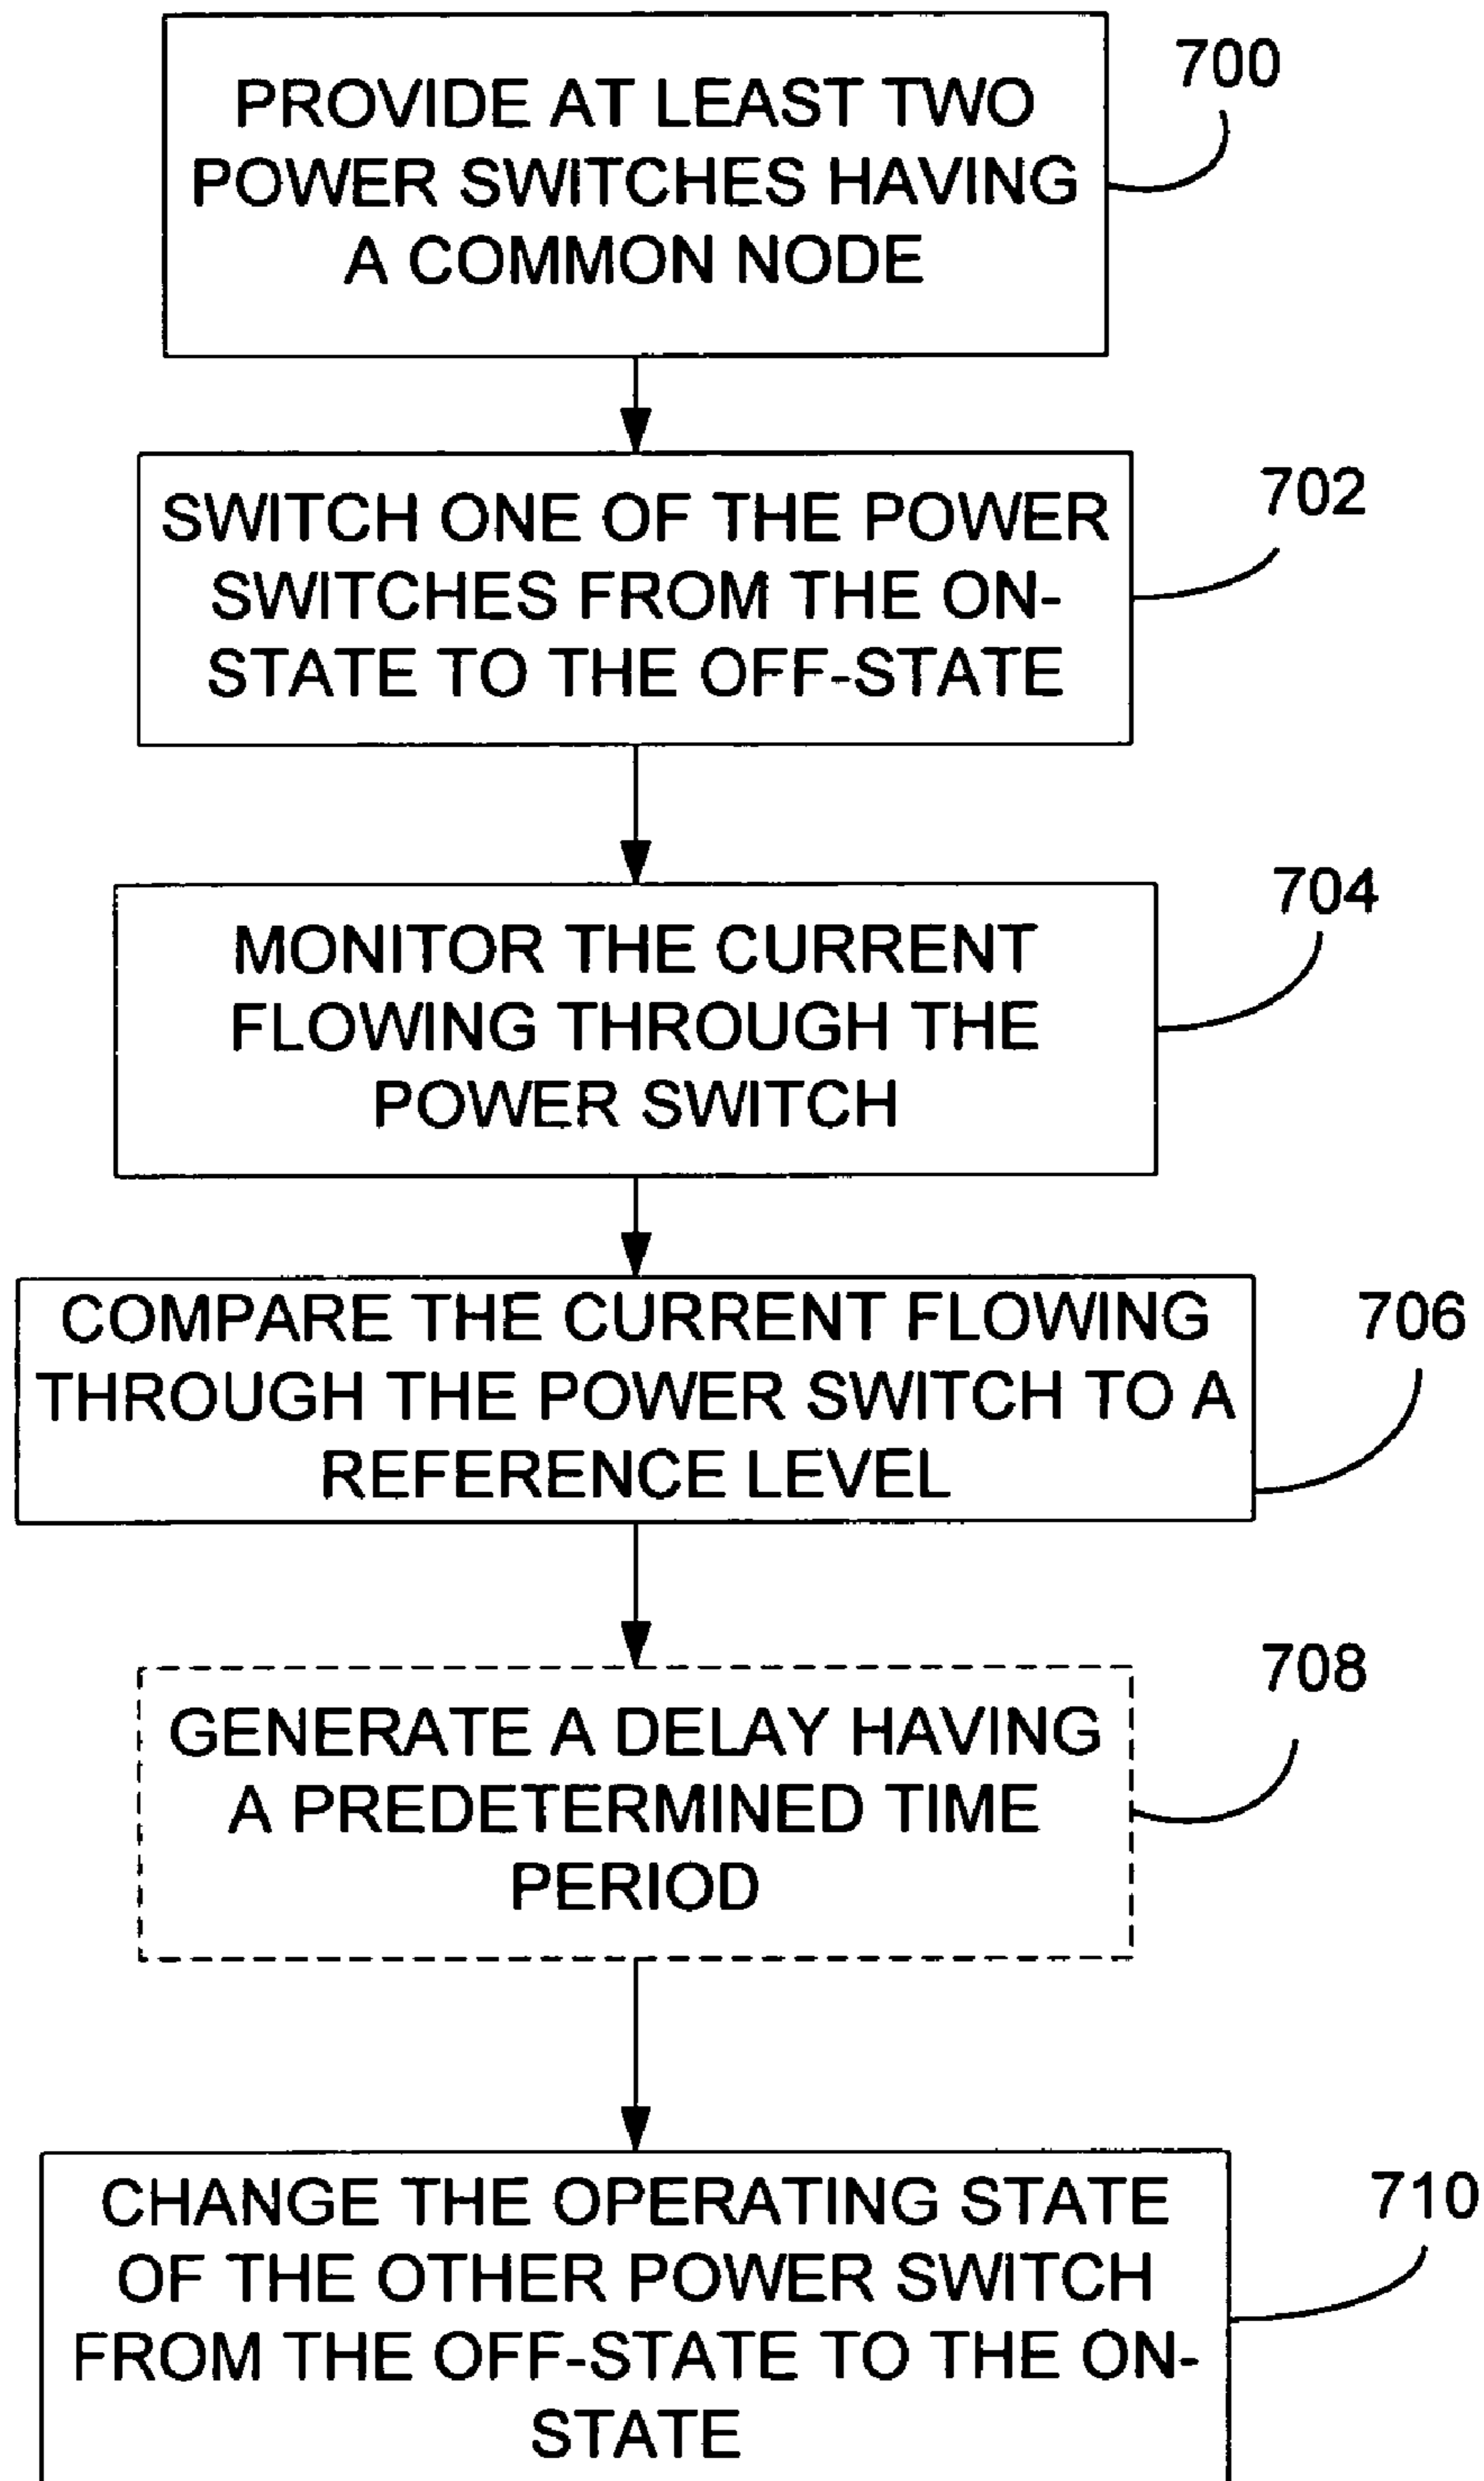 PROVIDE AT LEAST TWO
POWER SWITCHES HAVING
A COMMON NODE
700
SWITCH ONE OF THE POWER
SWITCHES FROM THE ON-
STATE TO THE OFF-STATE
702
MONITOR THE CURRENT
FLOWING THROUGH THE
POWER SWITCH
704
COMPARE THE CURRENT FLOWING
THROUGH THE POWER SWITCH TO A
REFERENCE LEVEL
706
GENERATE A DELAY HAVING
A PREDETERMINED TIME
PERIOD
708
CHANGE THE OPERATING STATE
OF THE OTHER POWER SWITCH
FROM THE OFF-STATE TO THE ON-
STATE
710